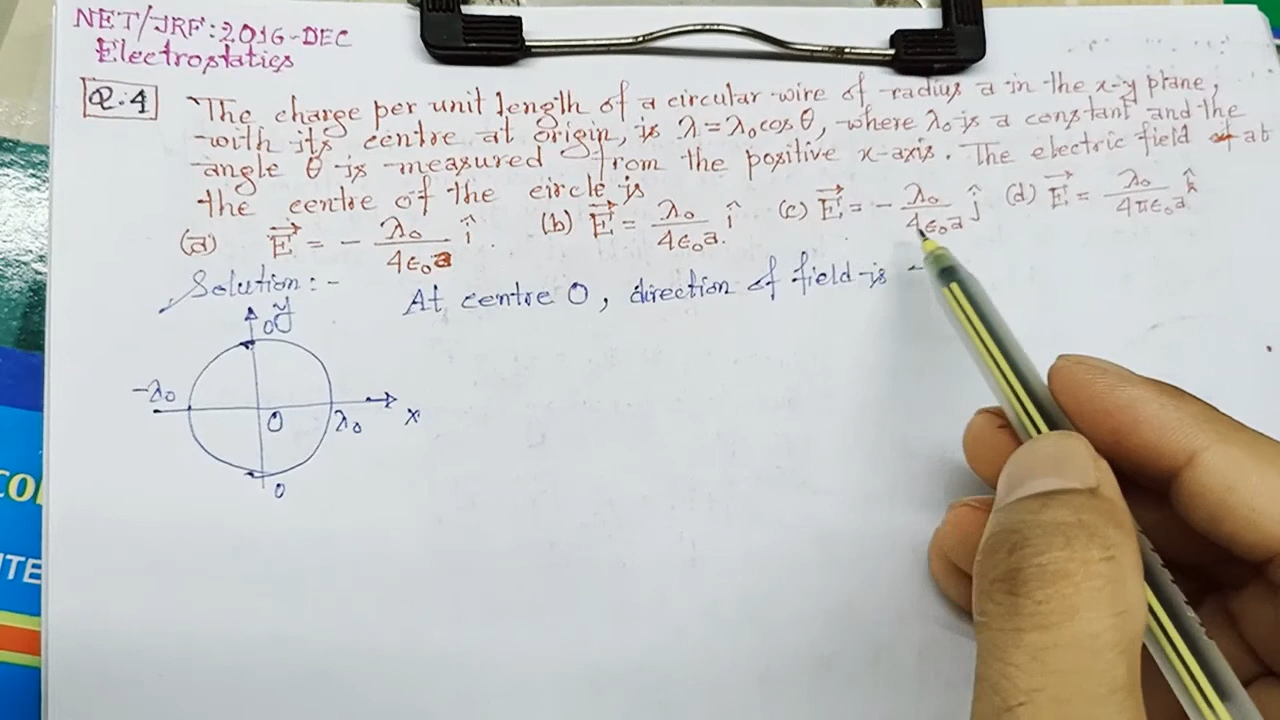 NET/JRF:2016-DEC
Electrostatics
Q.4 The charge per unit length of a circular wire of radius a in the x-y plane,
with its centre at origin, is λ=λ₀cosθ, where λ₀ is a constant and the
angle θ is measured from the positive x-axis. The electric field at
the centre of the circle is
(a) E⃗ = - λ₀/4ϵ₀a î (b) E⃗ = λ₀/4ϵ₀a î (c) E⃗ = - λ₀/4ϵ₀a ĵ (d) E⃗ = λ₀/4πϵ₀a k̂
Solution:-
At centre O, direction of field is -
y
0
-λ₀
O
λ₀
x
0
CO
ITE